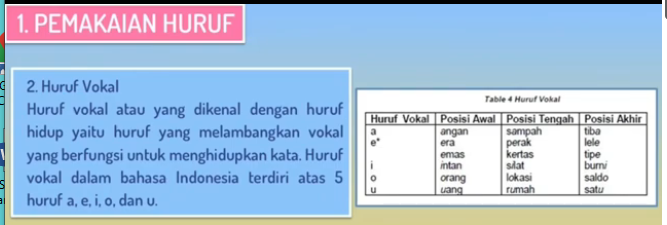 1. PEMAKAIAN HURUF
2. Huruf Vokal
Huruf vokal atau yang dikenal dengan huruf
hidup yaitu huruf yang melambangkan vokal
yang berfungsi untuk menghidupkan kata. Huruf
vokal dalam bahasa Indonesia terdiri atas 5
huruf a, e, i, o, dan u.
Table 4 Huruf Vokal
Huruf Vokal Posisi Awal Posisi Tengah Posisi Akhir
a angan sampah tiba
e* era perak lele
emas kertas tipe
i intan silat bumi
o orang lokasi saldo
u uang rumah satu